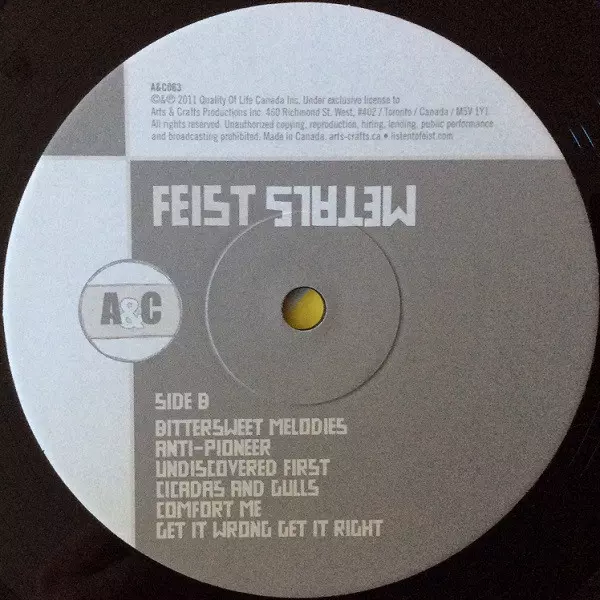 A&C063
©&℗ 2011 Quality Of Life Canada Inc. Under exclusive license to
Arts & Crafts Productions Inc. 460 Richmond St. West, #402 / Toronto / Canada / M5V 1Y1
All rights reserved. Unauthorized copying, reproduction, hiring, lending, public performance
and broadcasting prohibited. Made in Canada. arts-crafts.ca • listentofeist.com
FEIST METALS
A&C
SIDE B
BITTERSWEET MELODIES
ANTI-PIONEER
UNDISCOVERED FIRST
CICADAS AND GULLS
COMFORT ME
GET IT WRONG GET IT RIGHT